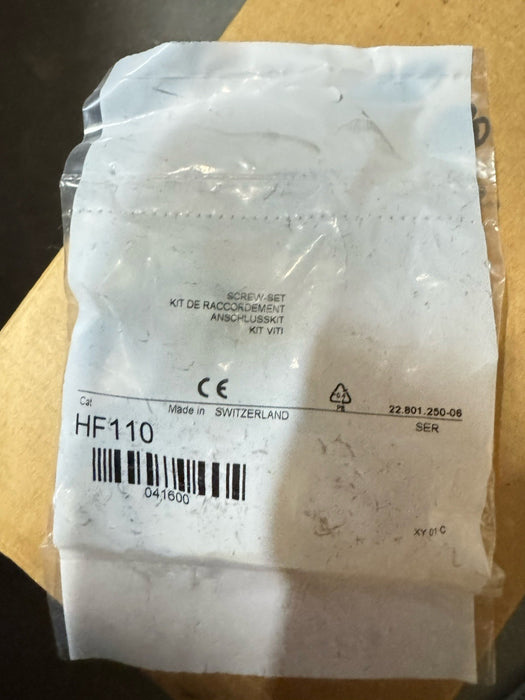 SCREW-SET
KIT DE RACCORDEMENT
ANSCHLUSSKIT
KIT VITI
CE
Cat
Made in SWITZERLAND
22.801.250-06
HF110
SER
041600
XY 01 C